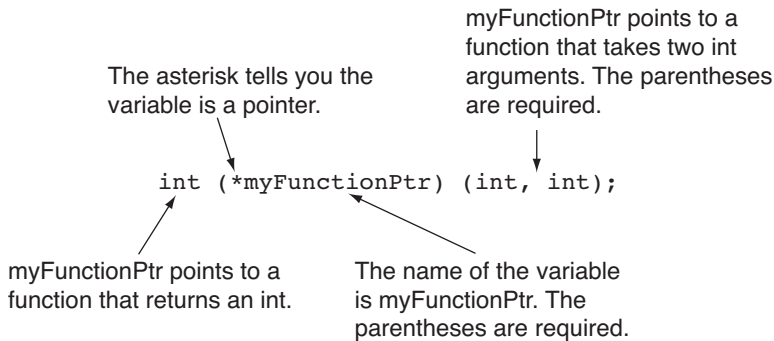 myFunctionPtr points to a
function that takes two int
arguments. The parentheses
are required.
The asterisk tells you the
variable is a pointer.
int (*myFunctionPtr) (int, int);
myFunctionPtr points to a
function that returns an int.
The name of the variable
is myFunctionPtr. The
parentheses are required.